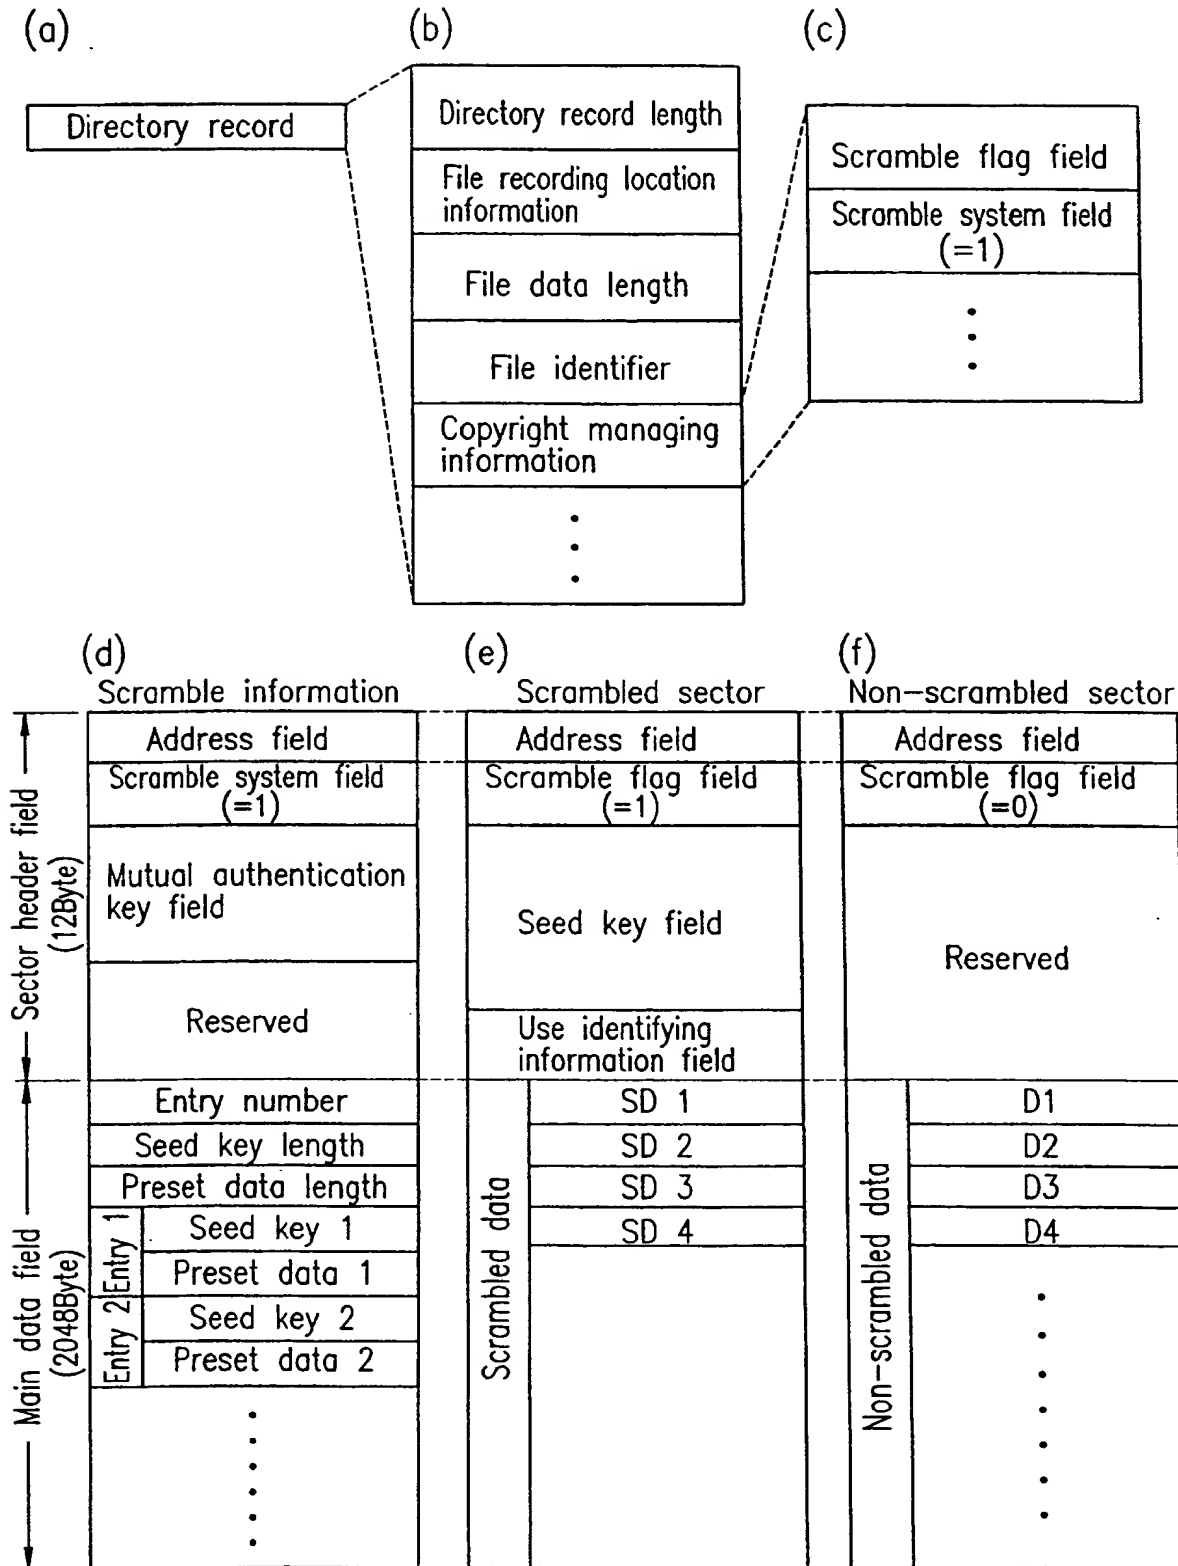 (a)
(b)
(c)
Directory record
Directory record length
File recording location
information
File data length
File identifier
Copyright managing
information
Scramble flag field
Scramble system field
(=1)
(d)
(e)
(f)
Scramble information
Scrambled sector
Non-scrambled sector
Sector header field
(12Byte)
Address field
Scramble system field
(=1)
Mutual authentication
key field
Reserved
Address field
Scramble flag field
(=1)
Seed key field
Use identifying
information field
Address field
Scramble flag field
(=0)
Reserved
Main data field
(2048Byte)
Entry number
Seed key length
Preset data length
Entry 1
Seed key 1
Preset data 1
Entry 2
Seed key 2
Preset data 2
Scrambled data
SD 1
SD 2
SD 3
SD 4
Non-scrambled data
D1
D2
D3
D4